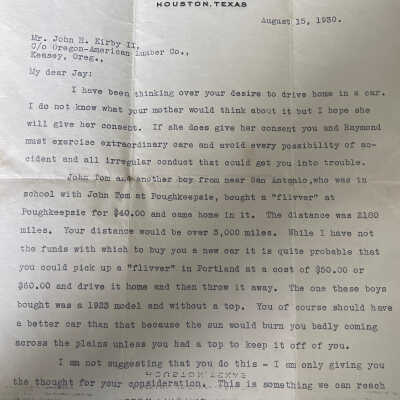 HOUSTON, TEXAS
August 15, 1930.
Mr. John H. Kirby II,
C/o Oregon-American Lumber Co.,
Keasey, Oreg.,
My dear Jay:
I have been thinking over your desire to drive home in a car.
I do not know what your mother would think about it but I hope she
will give her consent. If she does give her consent you and Raymond
must exercise extraordinary care and avoid every possibility of ac-
cident and all irregular conduct that could get you into trouble.
John Tom and another boy from near San Antonio, who was in
school with John Tom at Poughkeepsie, bought a "flivver" at
Poughkeepsie for $40.00 and came home in it. The distance was 2180
miles. Your distance would be over 3,000 miles. While I have not
the funds with which to buy you a new car it is quite probable that
you could pick up a "flivver" in Portland at a cost of $50.00 or
$60.00 and drive it home and then throw it away. The one these boys
bought was a 1923 model and without a top. You of course should have
a better car than that because the sun would burn you badly coming
across the plains unless you had a top to keep it off of you.
I am not suggesting that you do this - I am only giving you
the thought for your consideration. This is something we can reach
HOUSTON, TEXAS